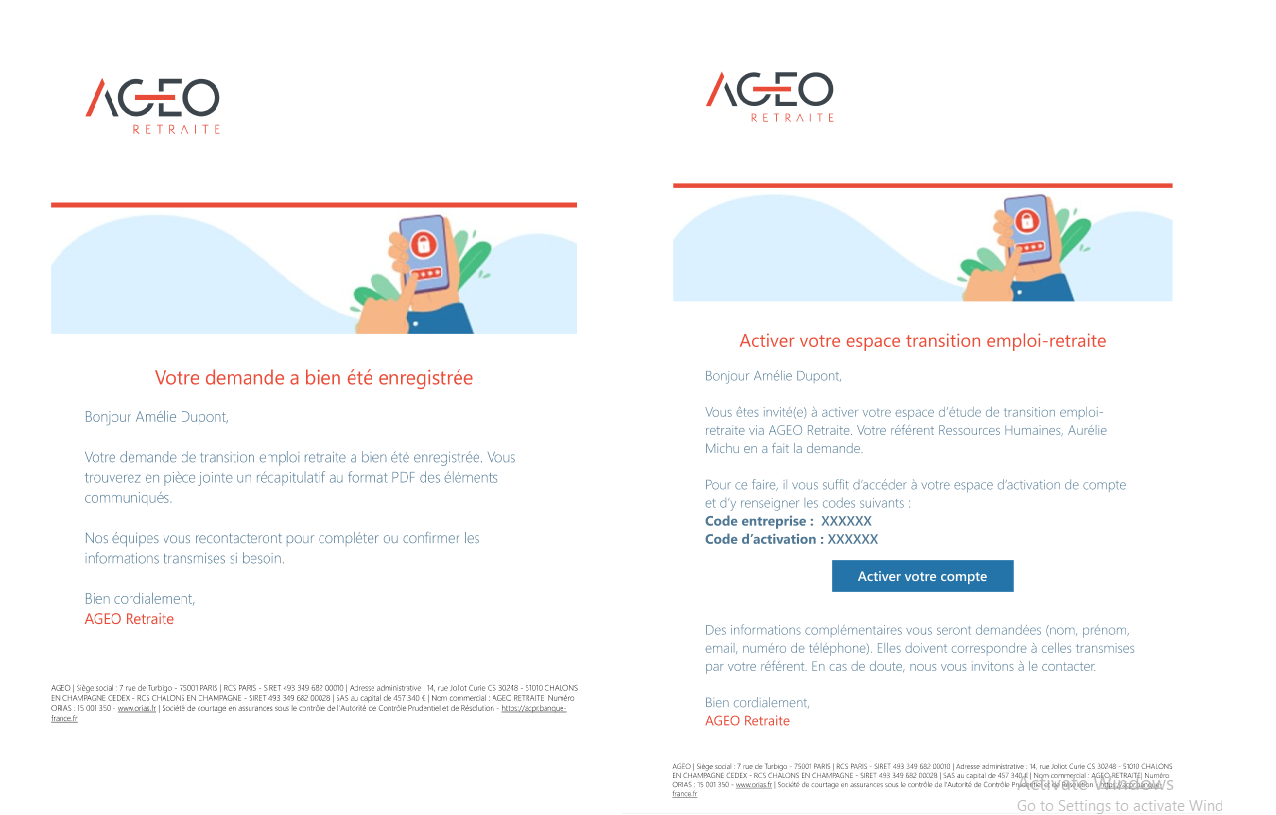 AGEO
RETRAITE
Votre demande a bien été enregistrée
Bonjour Amélie Dupont,
Votre demande de transition emploi retraite a bien été enregistrée. Vous
trouverez en pièce jointe un récapitulatif au format PDF des éléments
communiqués.
Nos équipes vous recontacteront pour compléter ou confirmer les
informations transmises si besoin.
Bien cordialement,
AGEO Retraite
AGEO | Siège social : 7 rue de Turbigo - 75001 PARIS | RCS PARIS - SIRET 493 349 682 00010 | Adresse administrative : 14, rue Joliot Curie CS 30248 - 51010 CHALONS
EN CHAMPAGNE CEDEX - RCS CHALONS EN CHAMPAGNE - SIRET 493 349 682 00028 | SAS au capital de 457 340 € | Nom commercial : AGEO RETRAITE Numéro
ORIAS : 15 001 350 - www.orias.fr | Société de courtage en assurances sous le contrôle de l'Autorité de Contrôle Prudentiel et de Résolution - https://acpr.banque-
france.fr
AGEO
RETRAITE
Activer votre espace transition emploi-retraite
Bonjour Amélie Dupont,
Vous êtes invité(e) à activer votre espace d'étude de transition emploi-
retraite via AGEO Retraite. Votre référent Ressources Humaines, Aurélie
Michu en a fait la demande.
Pour ce faire, il vous suffit d'accéder à votre espace d'activation de compte
et d'y renseigner les codes suivants :
Code entreprise : XXXXXX
Code d'activation : XXXXXX
Activer votre compte
Des informations complémentaires vous seront demandées (nom, prénom,
email, numéro de téléphone). Elles doivent correspondre à celles transmises
par votre référent. En cas de doute, nous vous invitons à le contacter.
Bien cordialement,
AGEO Retraite
AGEO | Siège social : 7 rue de Turbigo - 75001 PARIS | RCS PARIS - SIRET 493 349 682 00010 | Adresse administrative : 14, rue Joliot Curie CS 30248 - 51010 CHALONS
EN CHAMPAGNE CEDEX - RCS CHALONS EN CHAMPAGNE - SIRET 493 349 682 00028 | SAS au capital de 457 340 € | Nom commercial : AGEO RETRAITE| Numéro
ORIAS : 15 001 350 - www.orias.fr | Société de courtage en assurances sous le contrôle de l'Autorité de Contrôle Prudentiel et de Résolution - https://acpr.banque-
france.fr
Activate Windows
Go to Settings to activate Wind